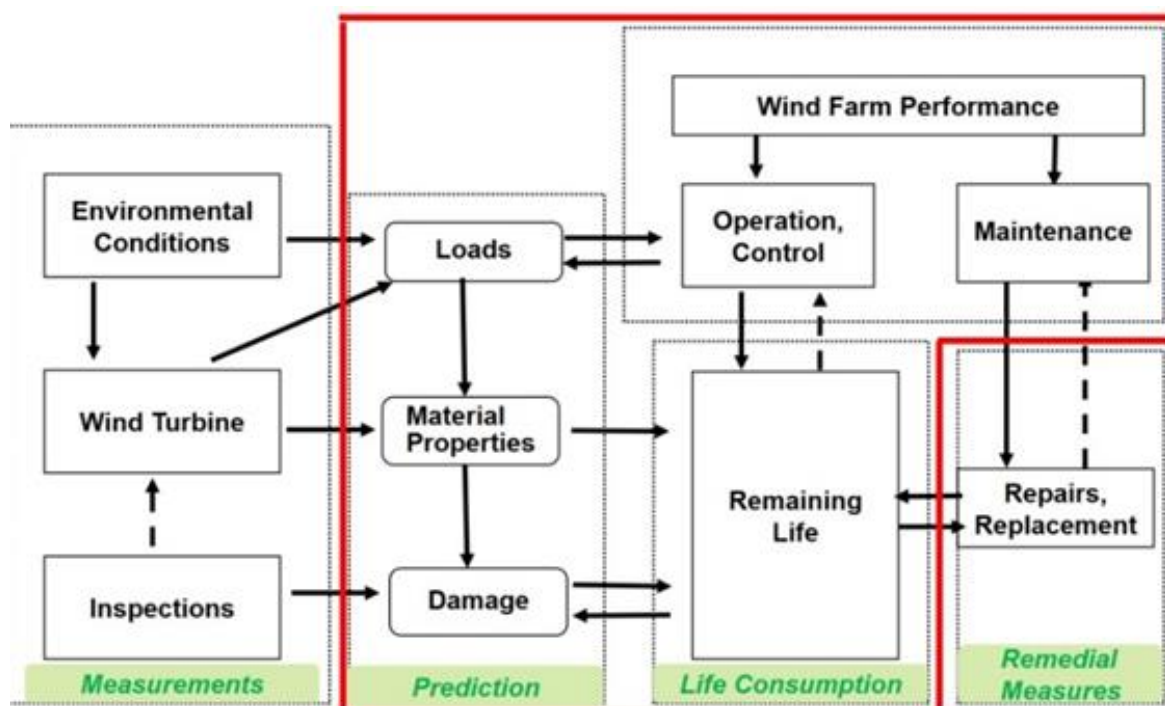 Wind Farm Performance
Environmental
Conditions
Loads
Operation,
Control
Maintenance
Wind Turbine
Material
Properties
Remaining
Life
Repairs,
Replacement
Inspections
Damage
Measurements
Prediction
Life Consumption
Remedial
Measures